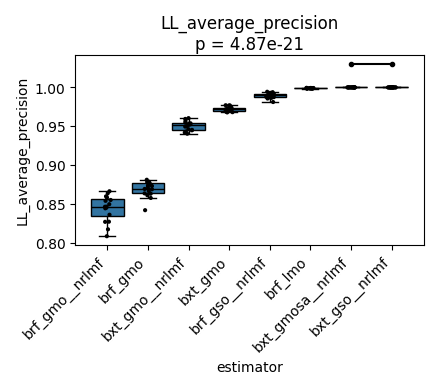 LL_average_precision
p = 4.87e-21
LL_average_precision
1.00
0.95
0.90
0.85
0.80
brf_gmo__nrlmf
brf_gmo
bxt_gmo__nrlmf
bxt_gmo
brf_gso__nrlmf
brf_lmo
bxt_gmosa__nrlmf
bxt_gso__nrlmf
estimator